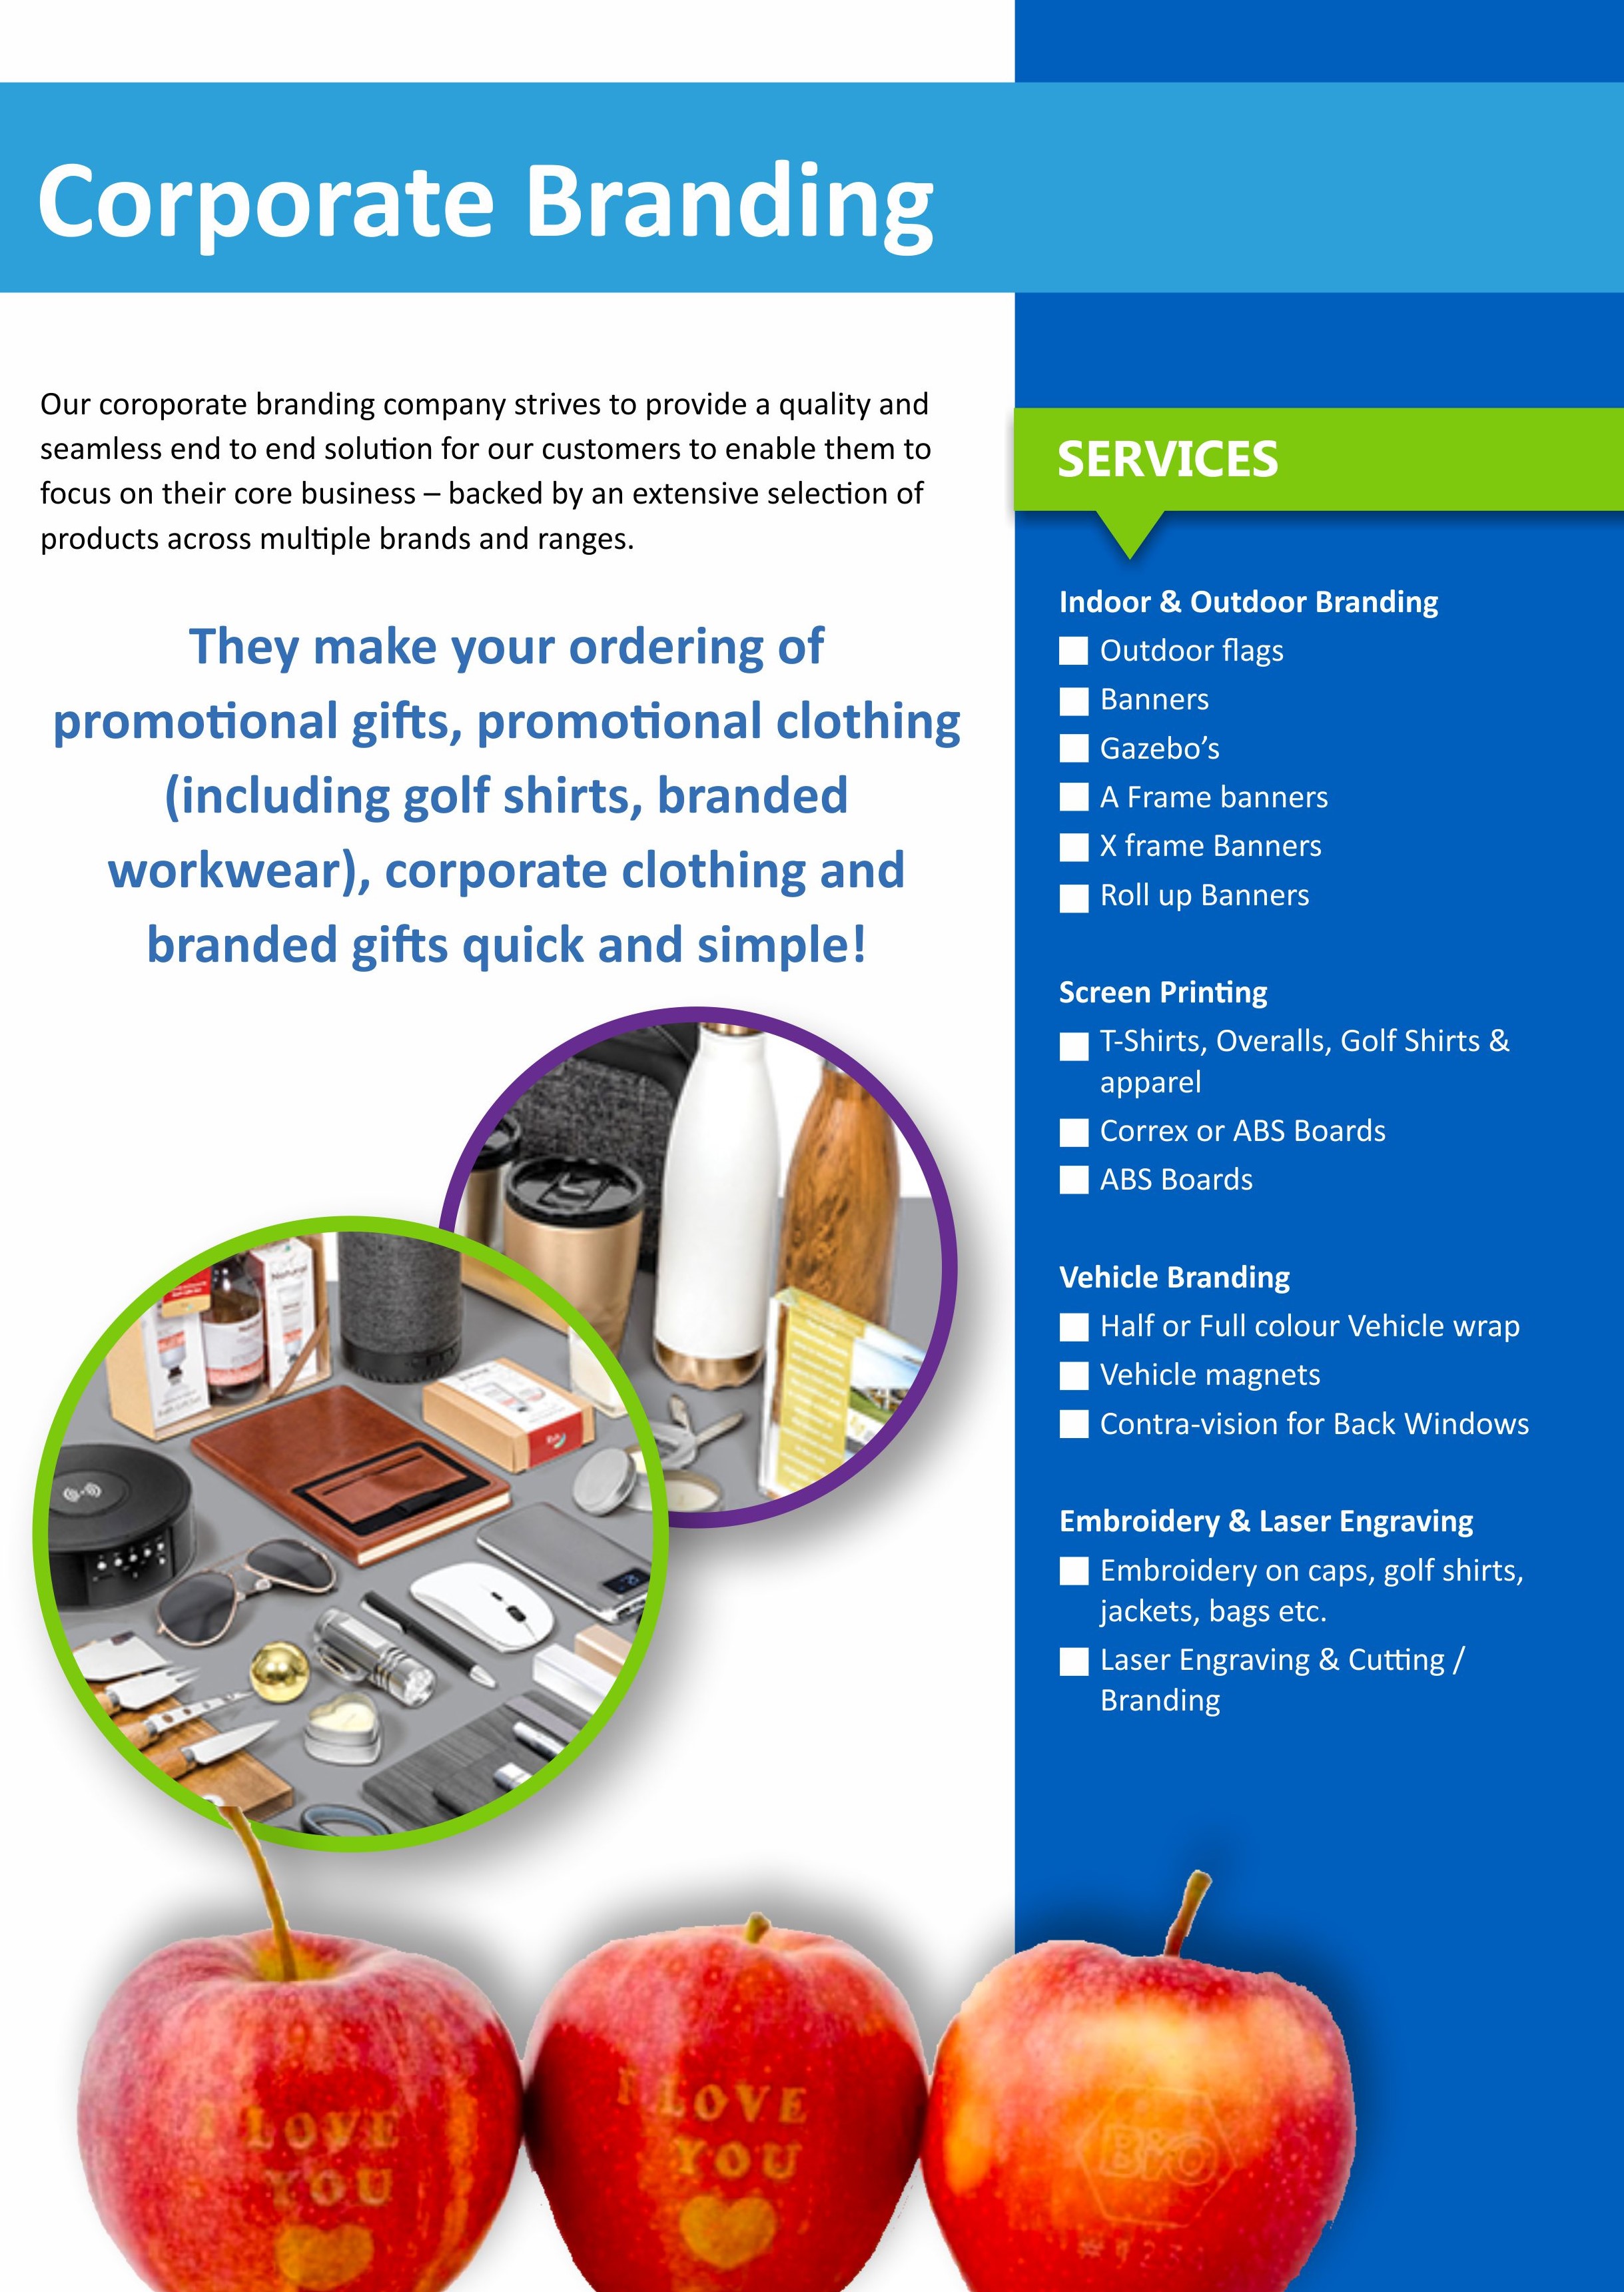 Corporate Branding
Our coroporate branding company strives to provide a quality and
seamless end to end solution for our customers to enable them to
focus on their core business – backed by an extensive selection of
products across multiple brands and ranges.
They make your ordering of
promotional gifts, promotional clothing
(including golf shirts, branded
workwear), corporate clothing and
branded gifts quick and simple!
SERVICES
Indoor & Outdoor Branding
Outdoor flags
Banners
Gazebo’s
A Frame banners
X frame Banners
Roll up Banners
Screen Printing
T-Shirts, Overalls, Golf Shirts &
apparel
Correx or ABS Boards
ABS Boards
Vehicle Branding
Half or Full colour Vehicle wrap
Vehicle magnets
Contra-vision for Back Windows
Embroidery & Laser Engraving
Embroidery on caps, golf shirts,
jackets, bags etc.
Laser Engraving & Cutting /
Branding
Natural
I LOVE
YOU
I LOVE
YOU
Bio